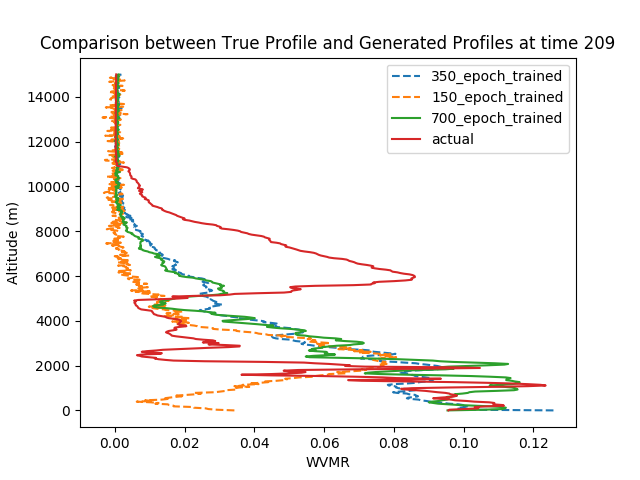 Comparison between True Profile and Generated Profiles at time 209
350_epoch_trained
150_epoch_trained
700_epoch_trained
actual
Altitude (m)
14000
12000
10000
8000
6000
4000
2000
0
0.00 0.02 0.04 0.06 0.08 0.10 0.12
WVMR